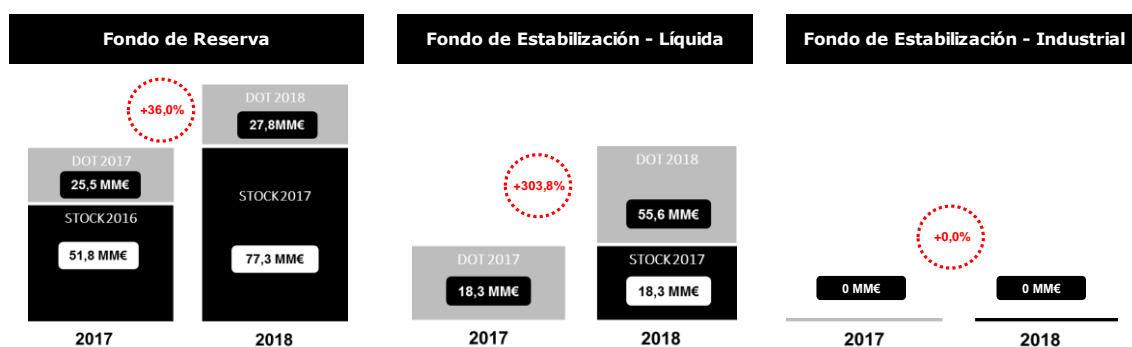 Fondo de Reserva
DOT 2018
27,8MM€
+36,0%
DOT 2017
25,5 MM€
STOCK2016
51,8 MM€
STOCK2017
77,3 MM€
2017
2018
Fondo de Estabilización - Líquida
DOT 2018
55,6 MM€
+303,8%
DOT 2017
18,3 MM€
STOCK2017
18,3 MM€
2017
2018
Fondo de Estabilización - Industrial
+0,0%
0 MM€
0 MM€
2017
2018